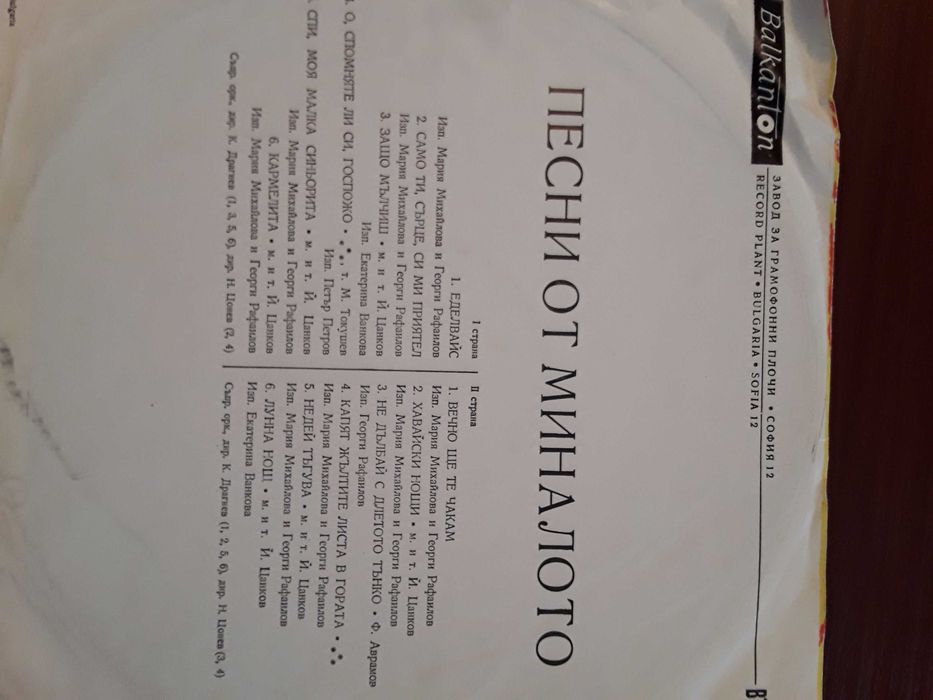 Balkanton
ЗАВОД ЗА ГРАМОФОННИ ПЛОЧИ • СОФИЯ 12
RECORD PLANT • BULGARIA • SOFIA 12
ПЕСНИ ОТ МИНАЛОТО
I страна
1. ЕДЕЛВАЙС
Изп. Мария Михайлова и Георги Рафаилов
2. САМО ТИ, СЪРЦЕ, СИ МИ ПРИЯТЕЛ
Изп. Мария Михайлова и Георги Рафаилов
3. ЗАЩО МЪЛЧИШ • м. и т. Й. Цанков
Изп. Екатерина Ванкова
4. О, СПОМНЯТЕ ЛИ СИ, ГОСПОЖО • ***, т. М. Токушев
Изп. Петър Петров
СПИ, МОЯ МАЛКА СИНЬОРИТА • м. и т. Й. Цанков
Изп. Мария Михайлова и Георги Рафаилов
6. КАРМЕЛИТА • м. и т. Й. Цанков
Изп. Мария Михайлова и Георги Рафаилов
Съпр. орк., дир. К. Драгнев (1, 3, 5, 6), дир. Н. Цонев (2, 4)
II страна
1. ВЕЧНО ЩЕ ТЕ ЧАКАМ
Изп. Мария Михайлова и Георги Рафаилов
2. ХАВАЙСКИ НОЩИ • м. и т. Й. Цанков
Изп. Мария Михайлова и Георги Рафаилов
3. НЕ ДЪЛБАЙ С ДЛЕТОТО ТЪНКО • Ф. Аврамов
Изп. Георги Рафаилов
4. КАПЯТ ЖЪЛТИТЕ ЛИСТА В ГОРАТА • ***
Изп. Мария Михайлова и Георги Рафаилов
5. НЕДЕЙ ТЪГУВА • м. и т. Й. Цанков
Изп. Мария Михайлова и Георги Рафаилов
6. ЛУННА НОЩ! • м. и т. Й. Цанков
Изп. Екатерина Ванкова
Съпр. орк., дир. К. Драгнев (1, 2, 5, 6), дир. Н. Цонев (3, 4)